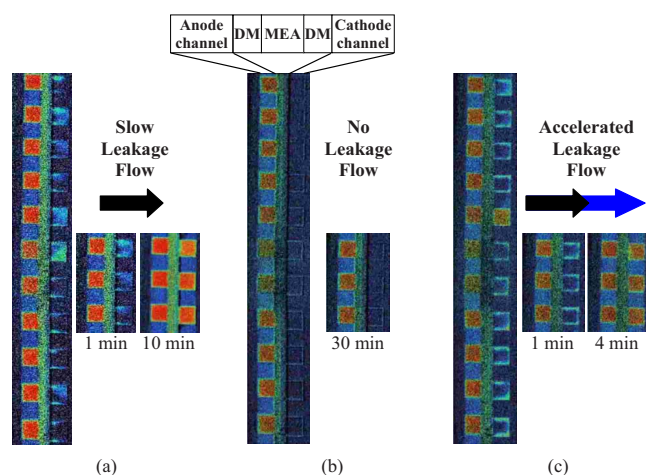 Anode channel
DM
MEA
DM
Cathode channel
Slow
Leakage
Flow
No
Leakage
Flow
Accelerated
Leakage
Flow
1 min
10 min
30 min
1 min
4 min
(a)
(b)
(c)